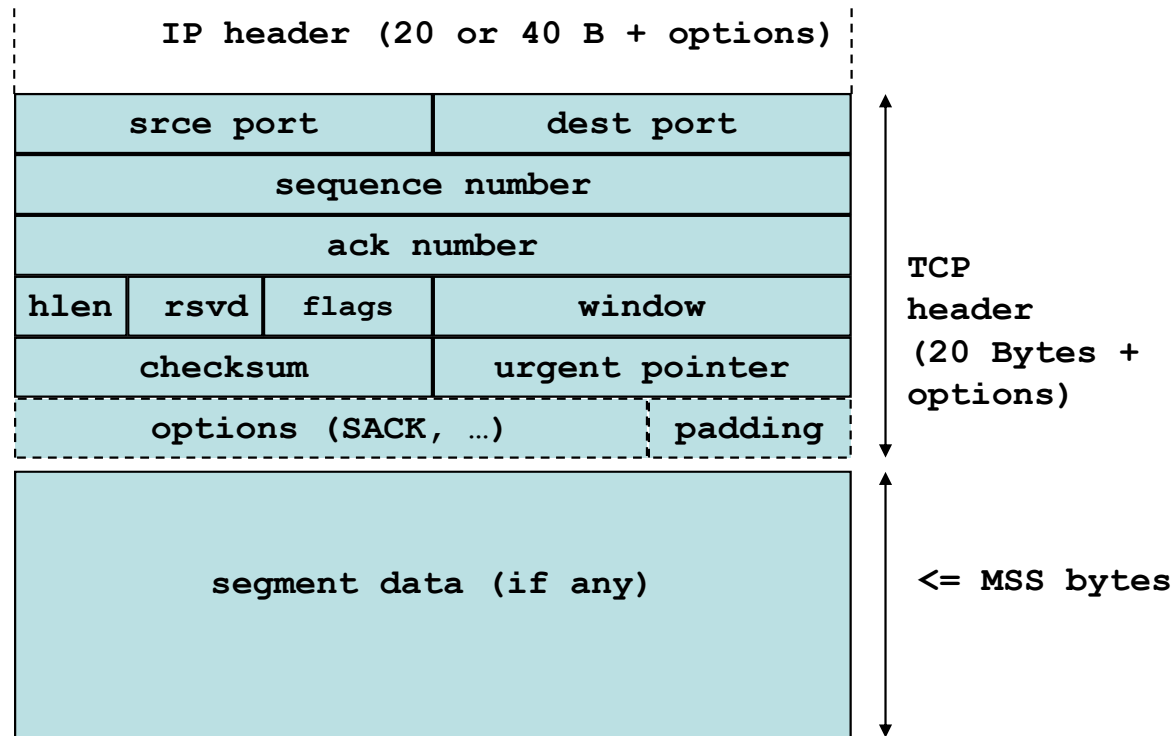 IP header (20 or 40 B + options)
srce port dest port
sequence number
ack number
hlen rsvd flags window
checksum urgent pointer
options (SACK, …) padding
TCP
header
(20 Bytes +
options)
segment data (if any)
<= MSS bytes